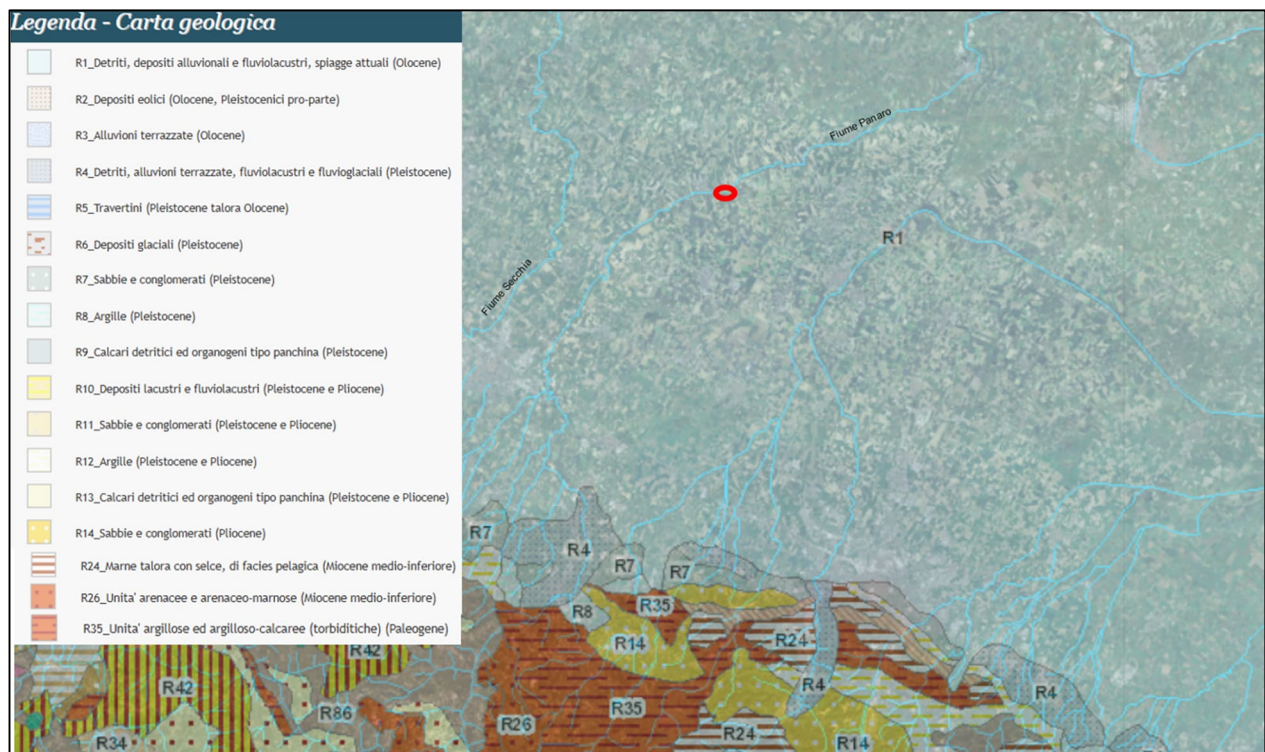 Legenda - Carta geologica
R1_Detriti, depositi alluvionali e fluviolacustri, spiagge attuali (Olocene)
R2_Depositi eolici (Olocene, Pleistocenici pro-parte)
R3_Alluvioni terrazzate (Olocene)
R4_Detriti, alluvioni terrazzate, fluviolacustri e fluvioglaciali (Pleistocene)
R5_Travertini (Pleistocene talora Olocene)
R6_Depositi glaciali (Pleistocene)
R7_Sabbie e conglomerati (Pleistocene)
R8_Argille (Pleistocene)
R9_Calcari detritici ed organogeni tipo panchina (Pleistocene)
R10_Depositi lacustri e fluviolacustri (Pleistocene e Pliocene)
R11_Sabbie e conglomerati (Pleistocene e Pliocene)
R12_Argille (Pleistocene e Pliocene)
R13_Calcari detritici ed organogeni tipo panchina (Pleistocene e Pliocene)
R14_Sabbie e conglomerati (Pliocene)
R24_Marne talora con selce, di facies pelagica (Miocene medio-inferiore)
R26_Unita' arenacee e arenaceo-marnose (Miocene medio-inferiore)
R35_Unita' argillose ed argilloso-calcaree (torbiditiche) (Paleogene)
Fiume Panaro
R1
Fiume Secchia
R7
R4
R7
R7
R35
R8
R14
R24
R42
R42
R4
R4
R86
R35
R26
R24
R34
R14